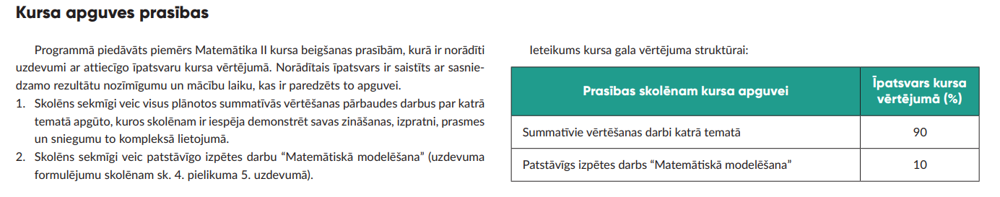 Kursa apguves prasības
Programmā piedāvāts piemērs Matemātika II kursa beigšanas prasībām, kurā ir norādīti
uzdevumi ar attiecīgo īpatsvaru kursa vērtējumā. Norādītais īpatsvars ir saistīts ar sasnie-
dzamo rezultātu nozīmīgumu un mācību laiku, kas ir paredzēts to apguvei.
1. Skolēns sekmīgi veic visus plānotos summatīvās vērtēšanas pārbaudes darbus par katrā
tematā apgūto, kuros skolēnam ir iespēja demonstrēt savas zināšanas, izpratni, prasmes
un sniegumu to kompleksā lietojumā.
2. Skolēns sekmīgi veic patstāvīgo izpētes darbu “Matemātiskā modelēšana” (uzdevuma
formulējumu skolēnam sk. 4. pielikuma 5. uzdevumā).
Ieteikums kursa gala vērtējuma struktūrai:
Prasības skolēnam kursa apguvei
Īpatsvars kursa
vērtējumā (%)
Summatīvie vērtēšanas darbi katrā tematā 90
Patstāvīgs izpētes darbs “Matemātiskā modelēšana” 10